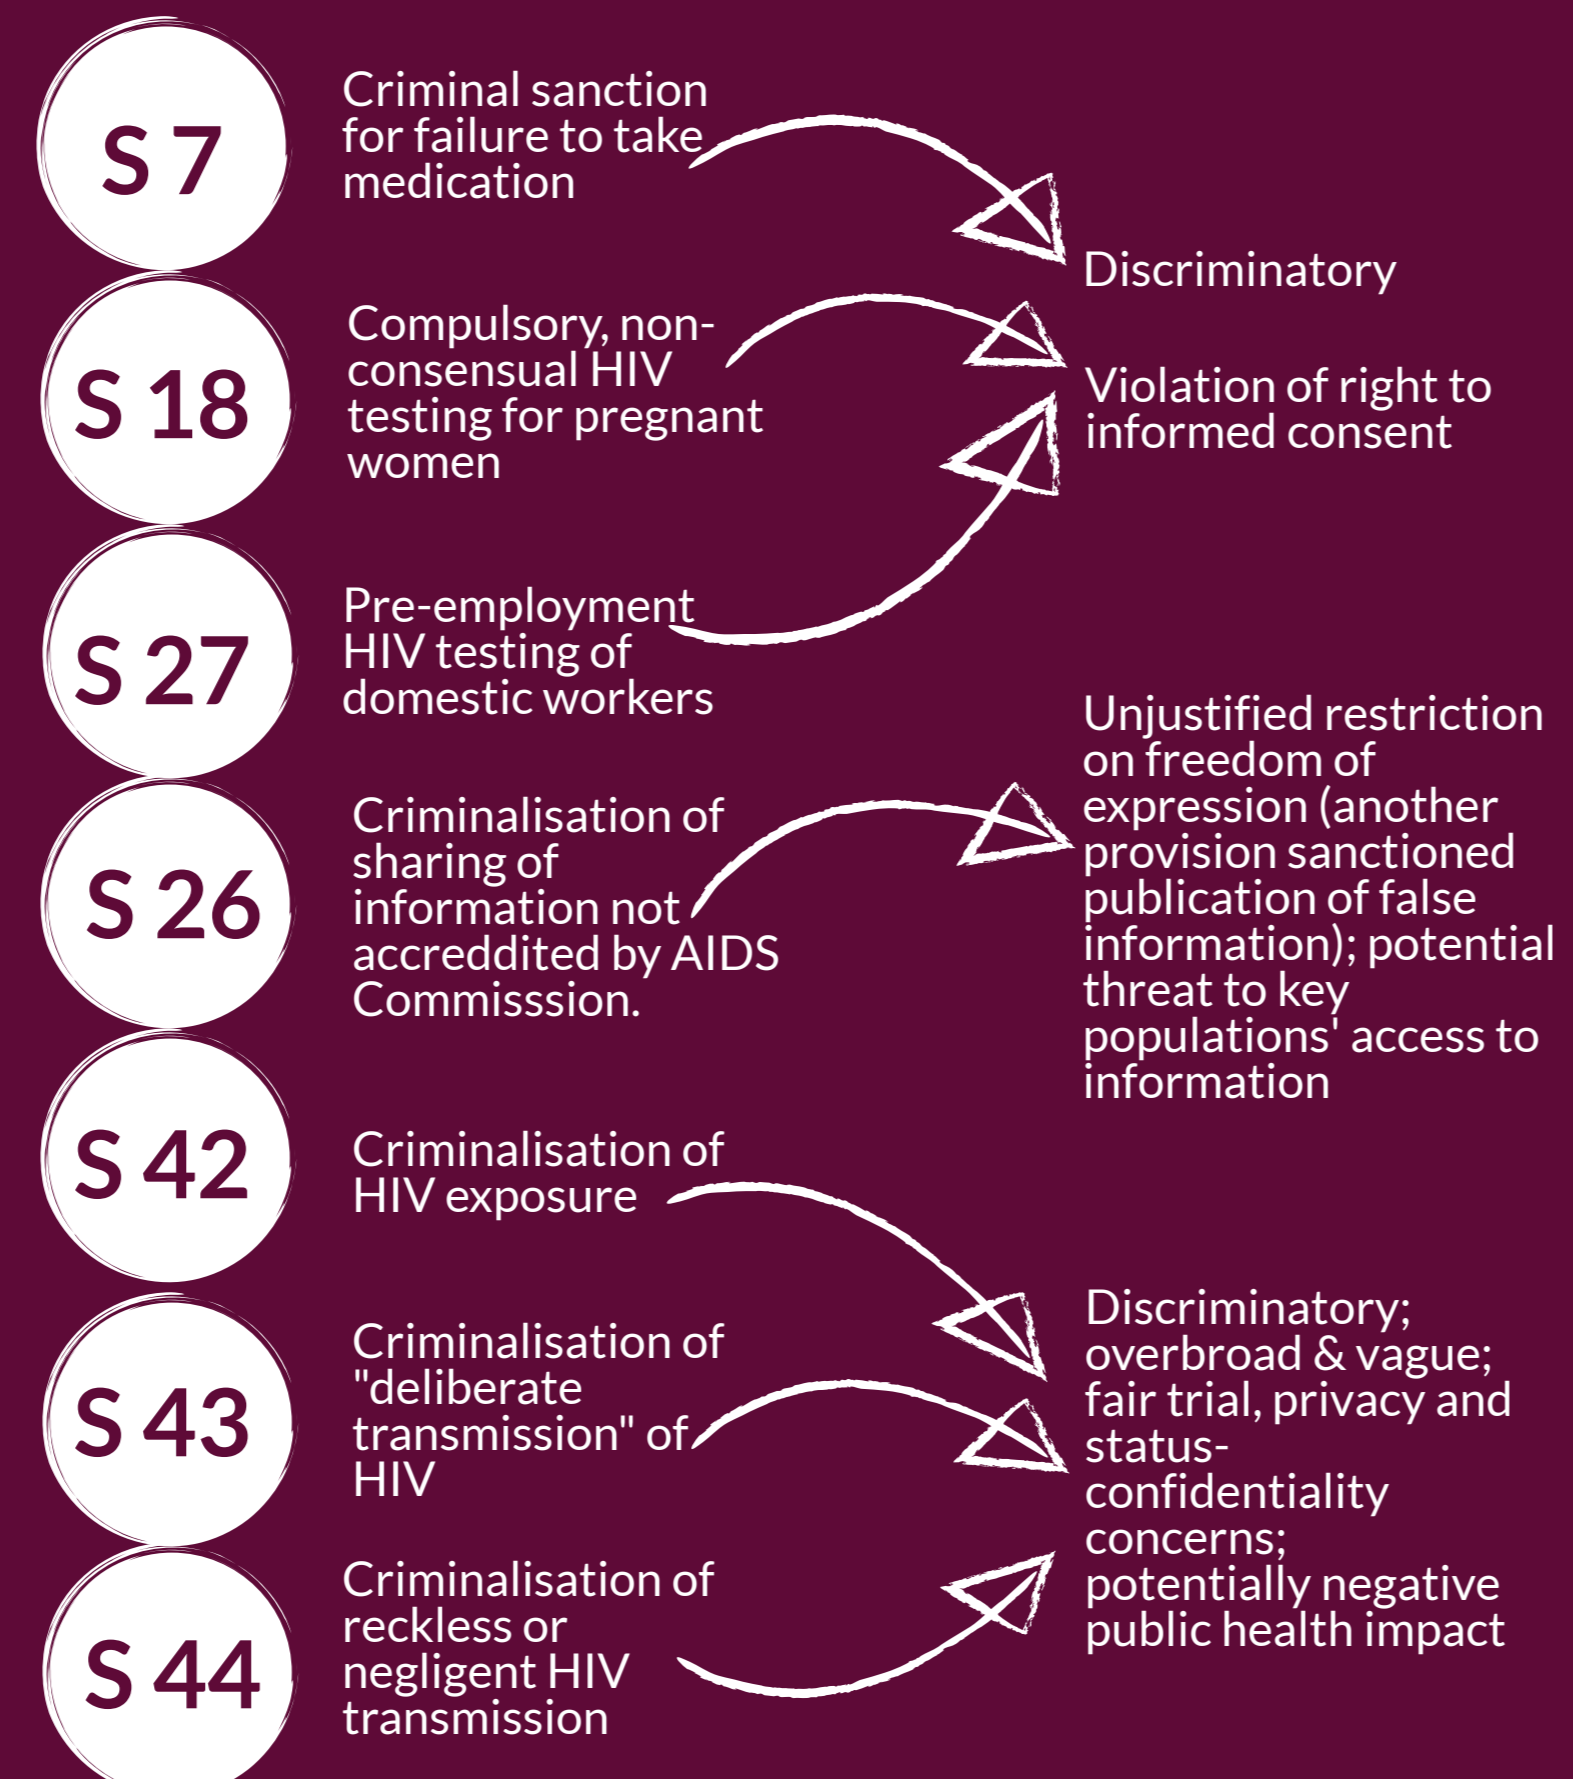 S 7
Criminal sanction
for failure to take
medication
Discriminatory
S 18
Compulsory, non-
consensual HIV
testing for pregnant
women
Violation of right to
informed consent
S 27
Pre-employment
HIV testing of
domestic workers
S 26
Criminalisation of
sharing of
information not
accreddited by AIDS
Commisssion.
Unjustified restriction
on freedom of
expression (another
provision sanctioned
publication of false
information); potential
threat to key
populations' access to
information
S 42
Criminalisation of
HIV exposure
S 43
Criminalisation of
"deliberate
transmission" of
HIV
S 44
Criminalisation of
reckless or
negligent HIV
transmission
Discriminatory;
overbroad & vague;
fair trial, privacy and
status-
confidentiality
concerns;
potentially negative
public health impact